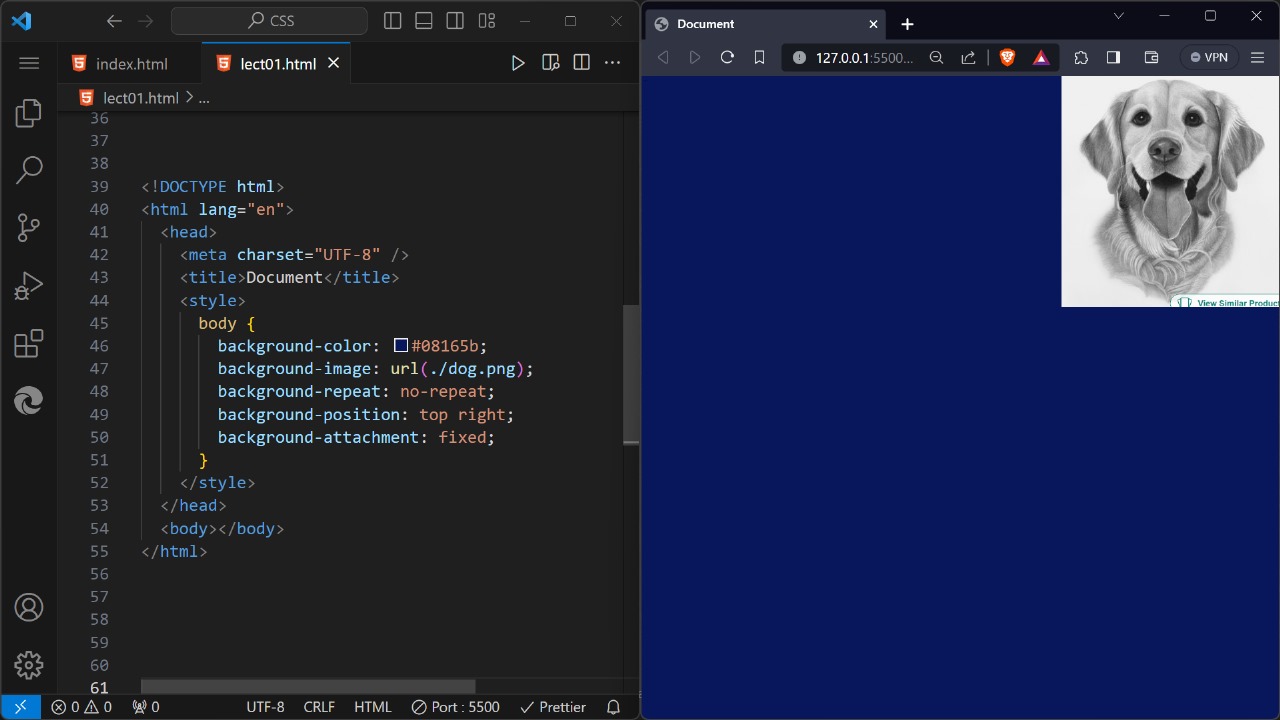 CSS
index.html
lect01.html
lect01.html > ...
36
37
38
39 <!DOCTYPE html>
40 <html lang="en">
41 <head>
42 <meta charset="UTF-8" />
43 <title>Document</title>
44 <style>
45 body {
46 background-color: #08165b;
47 background-image: url(./dog.png);
48 background-repeat: no-repeat;
49 background-position: top right;
50 background-attachment: fixed;
51 }
52 </style>
53 </head>
54 <body></body>
55 </html>
56
57
58
59
60
61
0 0 0 UTF-8 CRLF HTML Port : 5500 Prettier
Document
127.0.0.1:5500... VPN
View Similar Product